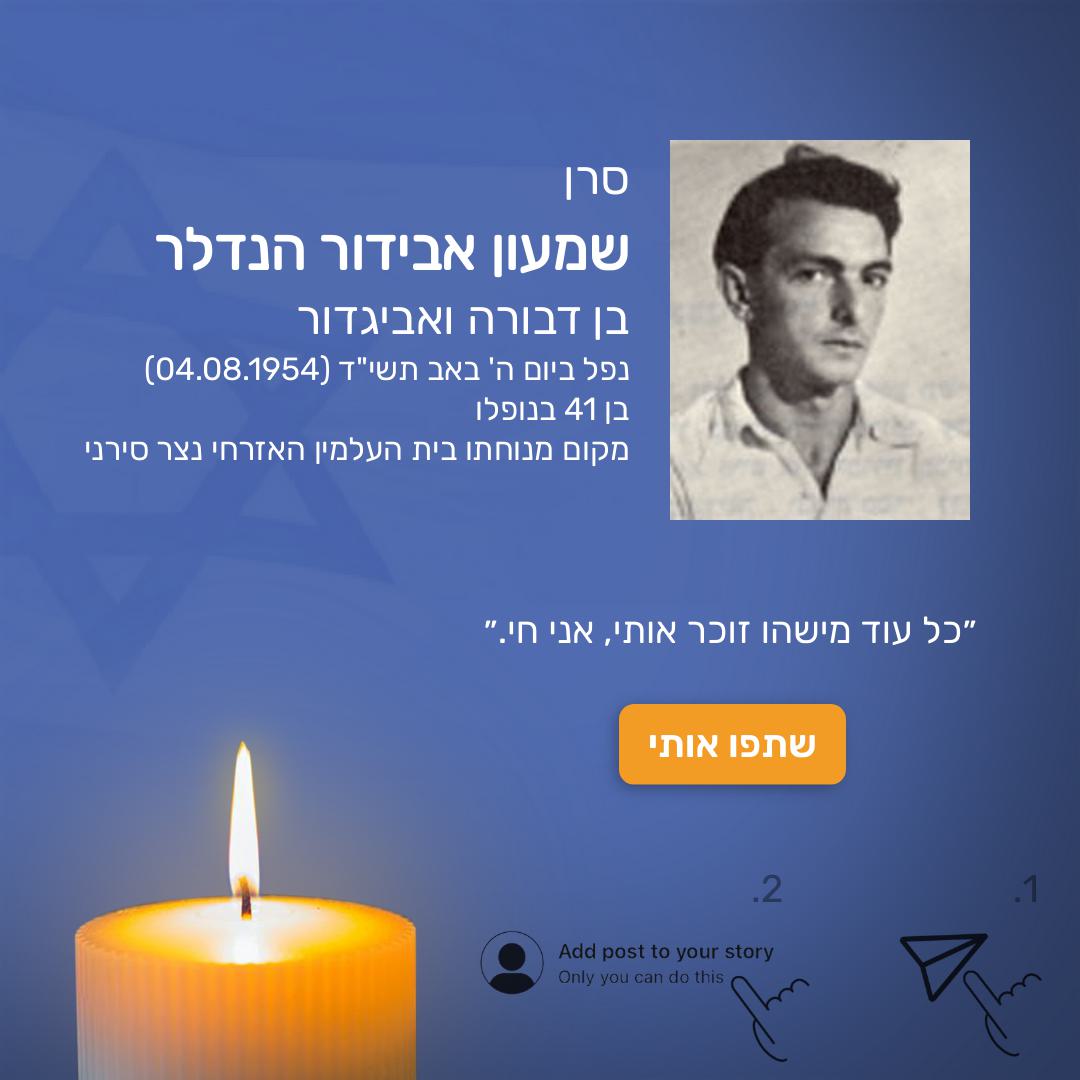 סרן
שמעון אבידור הנדלר
בן דבורה ואביגדור
נפל ביום ה' באב תשי"ד (04.08.1954)
בן 41 בנופלו
מקום מנוחתו בית העלמין האזרחי נצר סירני
״כל עוד מישהו זוכר אותי, אני חי.״
שתפו אותי
1.
2.
Add post to your story
Only you can do this